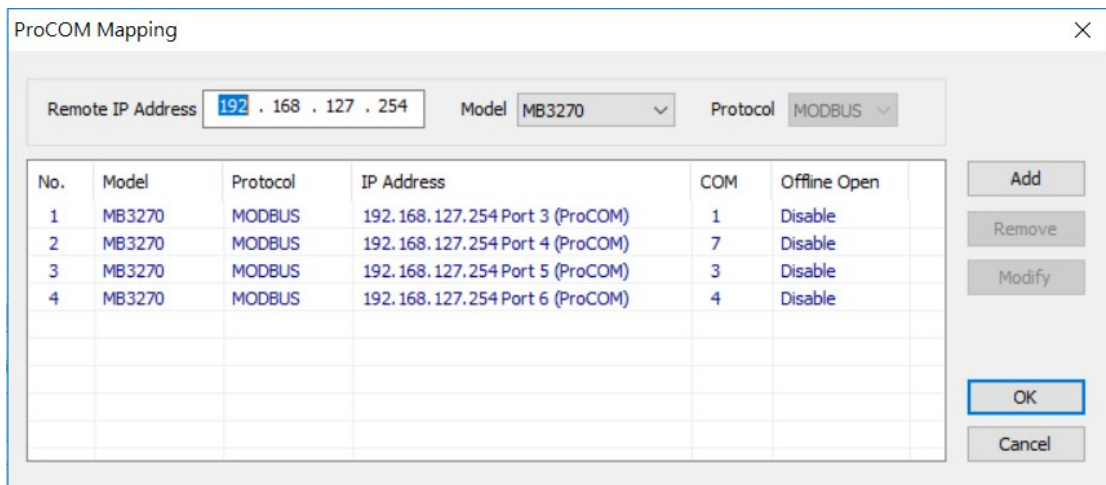 ProCOM Mapping
Remote IP Address 192 . 168 . 127 . 254 Model MB3270 Protocol MODBUS
No. Model Protocol IP Address COM Offline Open
1 MB3270 MODBUS 192.168.127.254 Port 3 (ProCOM) 1 Disable
2 MB3270 MODBUS 192.168.127.254 Port 4 (ProCOM) 7 Disable
3 MB3270 MODBUS 192.168.127.254 Port 5 (ProCOM) 3 Disable
4 MB3270 MODBUS 192.168.127.254 Port 6 (ProCOM) 4 Disable
Add
Remove
Modify
OK
Cancel